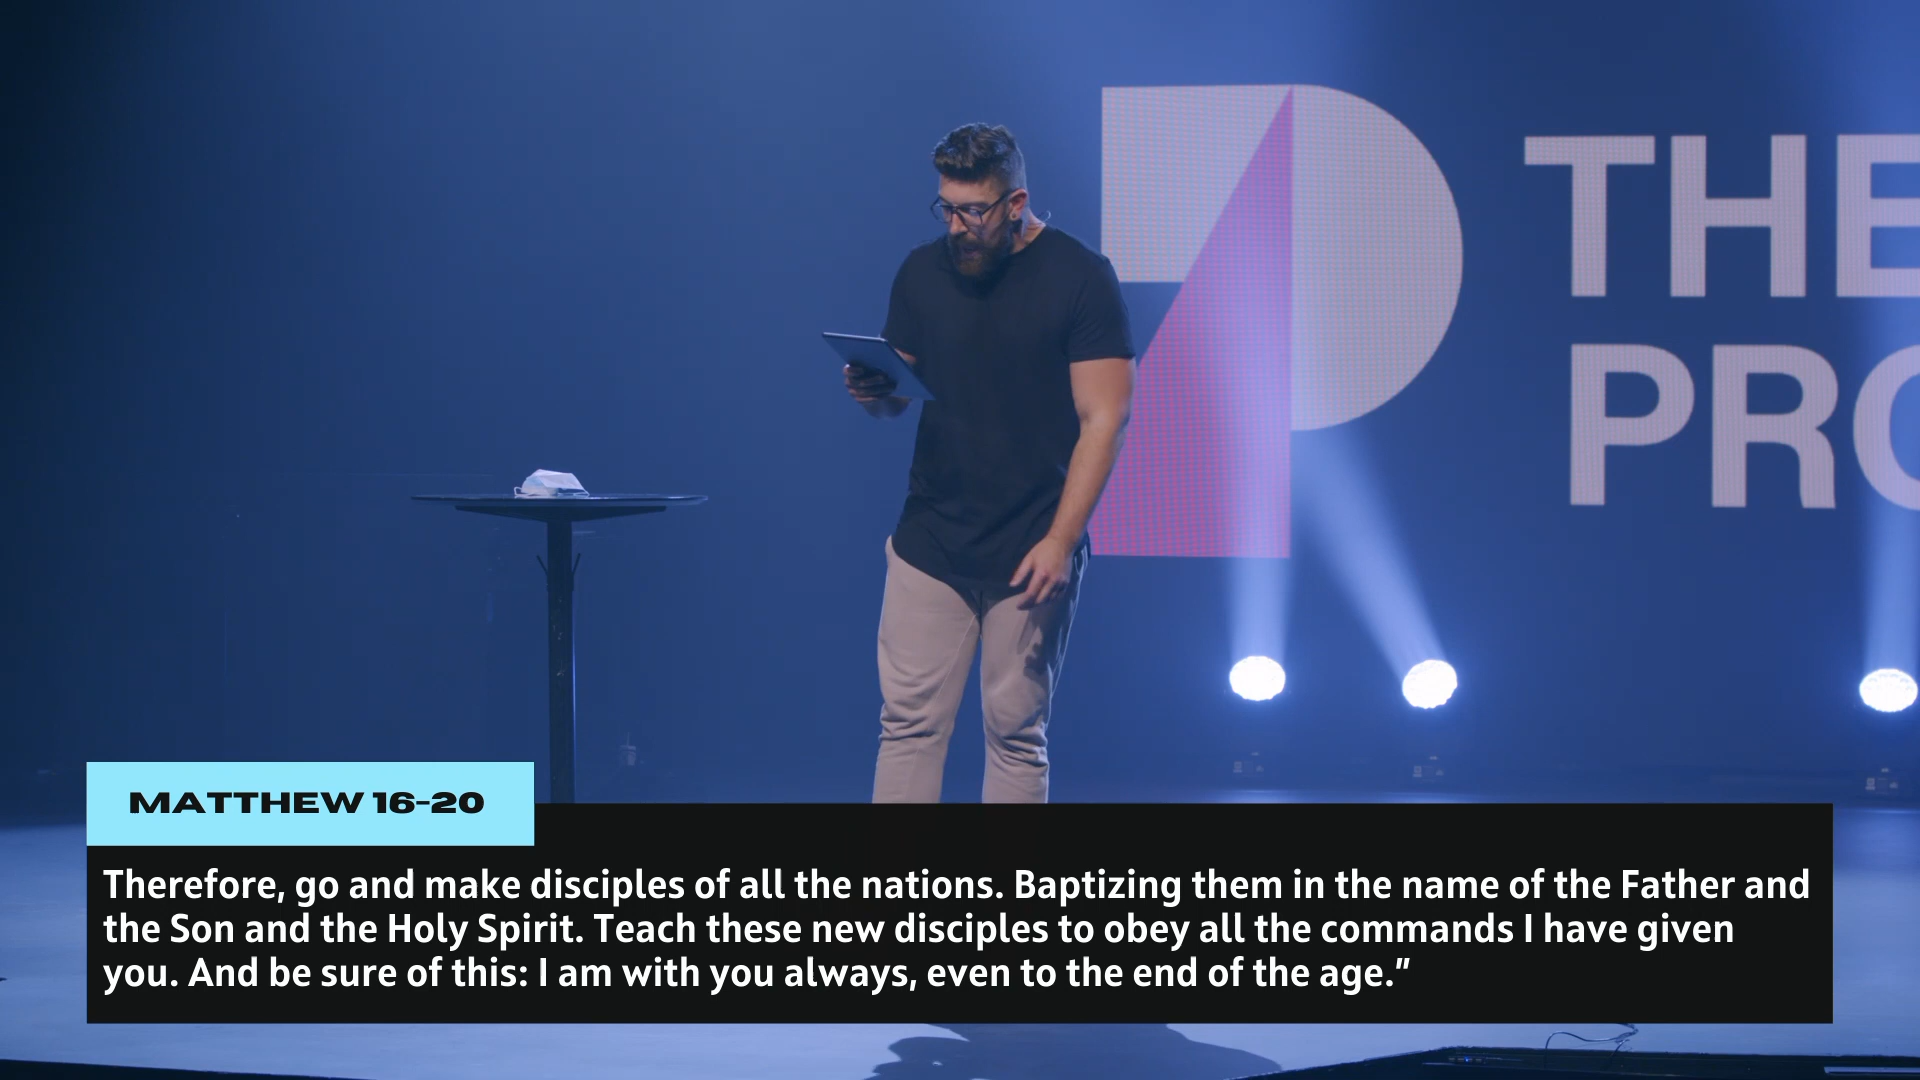 THE
PRO
MATTHEW 16-20
Therefore, go and make disciples of all the nations. Baptizing them in the name of the Father and
the Son and the Holy Spirit. Teach these new disciples to obey all the commands I have given
you. And be sure of this: I am with you always, even to the end of the age.”